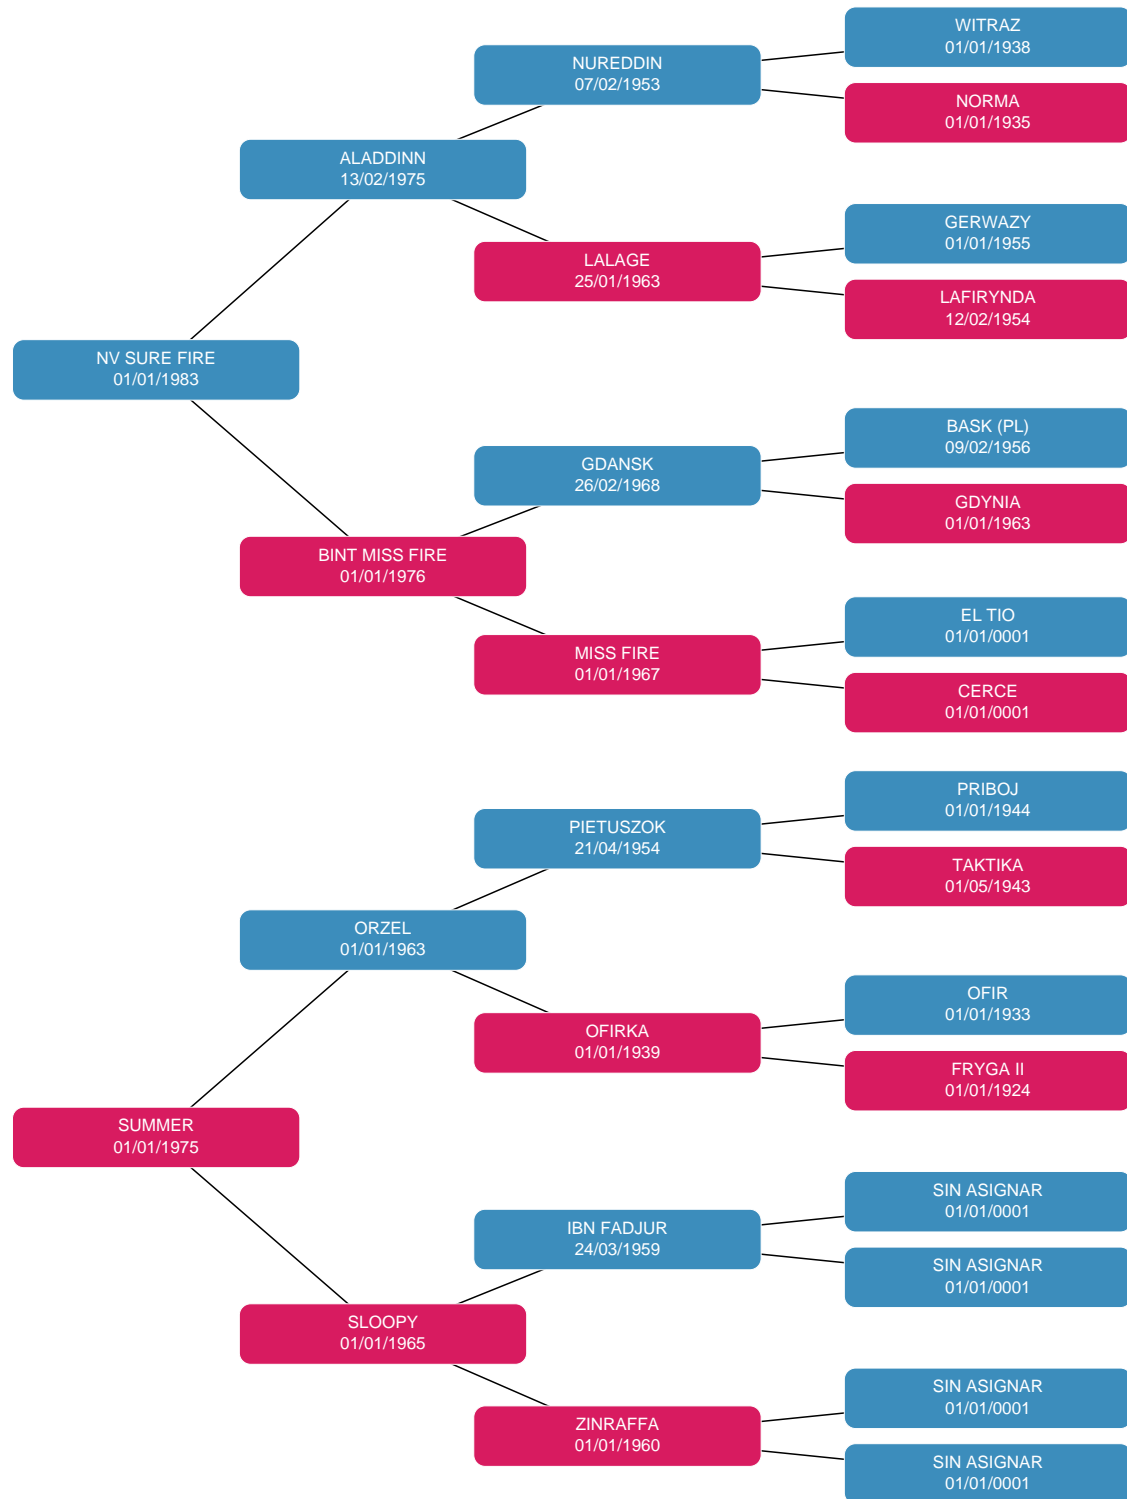 WITRAZ
01/01/1938
NUREDDIN
07/02/1953
NORMA
01/01/1935
ALADDINN
13/02/1975
GERWAZY
01/01/1955
LALAGE
25/01/1963
LAFIRYNDA
12/02/1954
NV SURE FIRE
01/01/1983
BASK (PL)
09/02/1956
GDANSK
26/02/1968
GDYNIA
01/01/1963
BINT MISS FIRE
01/01/1976
EL TIO
01/01/0001
MISS FIRE
01/01/1967
CERCE
01/01/0001
PRIBOJ
01/01/1944
PIETUSZOK
21/04/1954
TAKTIKA
01/05/1943
ORZEL
01/01/1963
OFIR
01/01/1933
OFIRKA
01/01/1939
FRYGA II
01/01/1924
SUMMER
01/01/1975
SIN ASIGNAR
01/01/0001
IBN FADJUR
24/03/1959
SIN ASIGNAR
01/01/0001
SLOOPY
01/01/1965
SIN ASIGNAR
01/01/0001
ZINRAFFA
01/01/1960
SIN ASIGNAR
01/01/0001